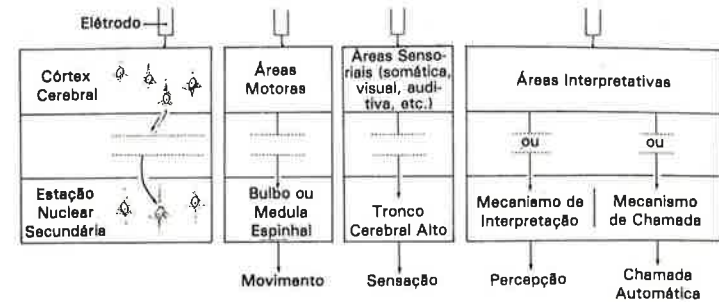 Elétrodo
Córtex
Cerebral
Estação
Nuclear
Secundária
Áreas
Motoras
Bulbo ou
Medula
Espinhal
Movimento
Áreas Senso-
riais (somática,
visual, audi-
tiva, etc.)
Tronco
Cerebral Alto
Sensação
Áreas Interpretativas
ou
ou
Mecanismo de
Interpretação
Mecanismo
de Chamada
Percepção
Chamada
Automática